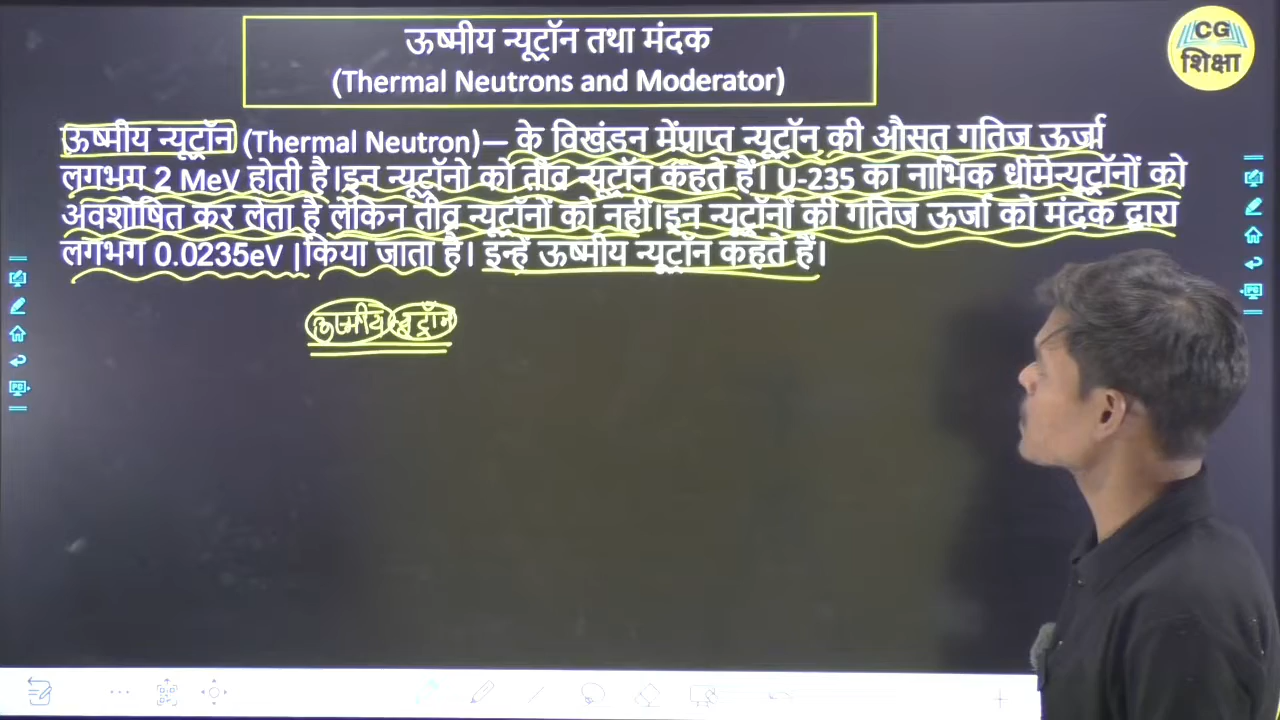 ऊष्मीय न्यूट्रॉन तथा मंदक
(Thermal Neutrons and Moderator)
CG
शिक्षा
ऊष्मीय न्यूट्रॉन (Thermal Neutron)— के विखंडन मेंप्राप्त न्यूट्रॉन की औसत गतिज ऊर्जा
लगभग 2 MeV होती है।इन न्यूट्रॉनो को तीव्र न्यूट्रॉन कहते हैं। U-235 का नाभिक धीमेन्यूट्रॉनों को
अवशोषित कर लेता है लेकिन तीव्र न्यूट्रॉनों को नहीं।इन न्यूट्रॉनों की गतिज ऊर्जा को मंदक द्वारा
लगभग 0.0235eV |किया जाता है। इन्हें ऊष्मीय न्यूट्रॉन कहते हैं।
ऊष्मीय न्यूट्रॉन